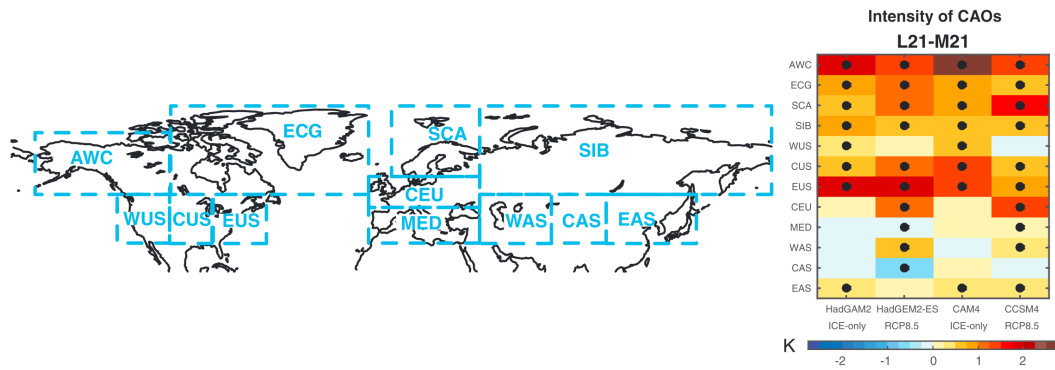 Intensity of CAOs
L21-M21
AWC
ECG
SCA
SIB
WUS
CUS
EUS
CEU
MED
WAS
CAS
EAS
AWC
ECG
SCA
SIB
WUS
CUS
EUS
CEU
MED
WAS
CAS
EAS
HadGAM2 HadGEM2-ES CAM4 CCSM4
ICE-only RCP8.5 ICE-only RCP8.5
K
-2 -1 0 1 2